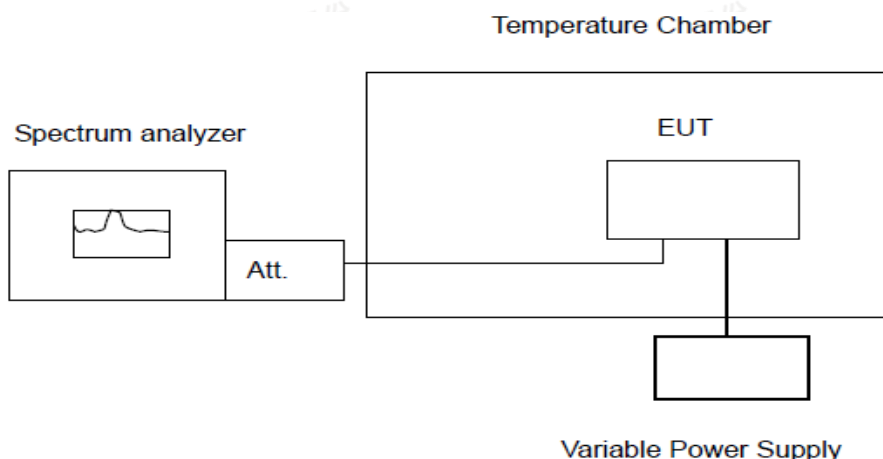 Temperature Chamber
Spectrum analyzer
EUT
Att.
Variable Power Supply